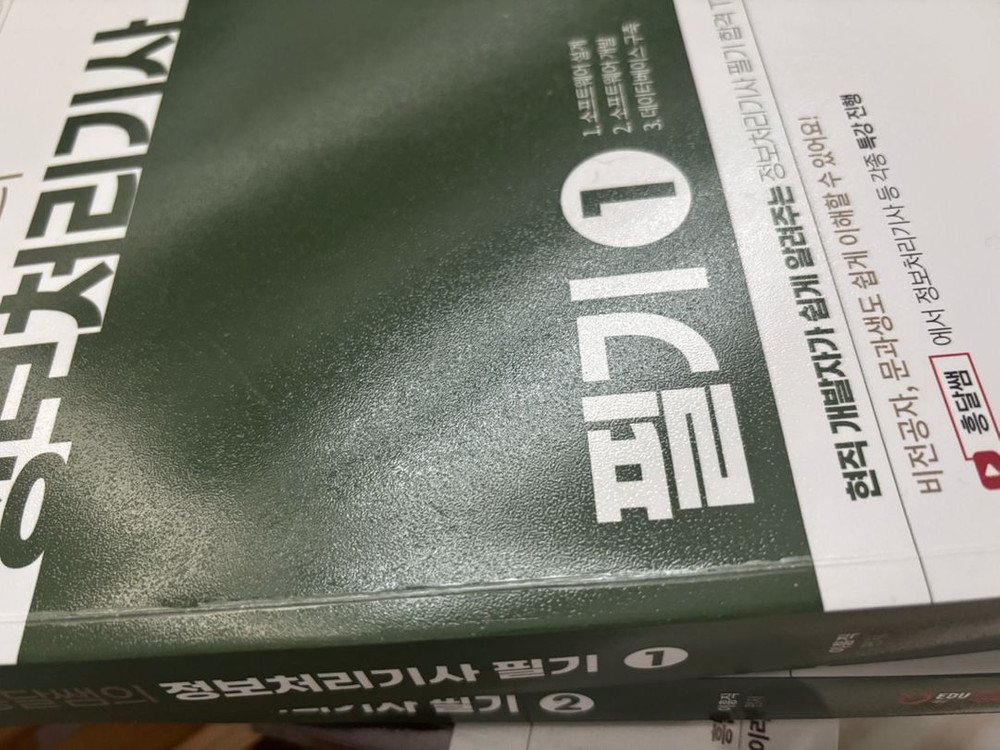 정보처리기사
필기 1
1. 소프트웨어 설계
2. 소프트웨어 개발
3. 데이터베이스 구축
현직 개발자가 쉽게 알려주는 정보처리기사 필기 합격
비전공자, 문과생도 쉽게 이해할 수 있어요!
흥달쌤 에서 정보처리기사 등 각종 특강 진행
흥달쌤의 정보처리기사 필기 1
기사 필기 2
EDU